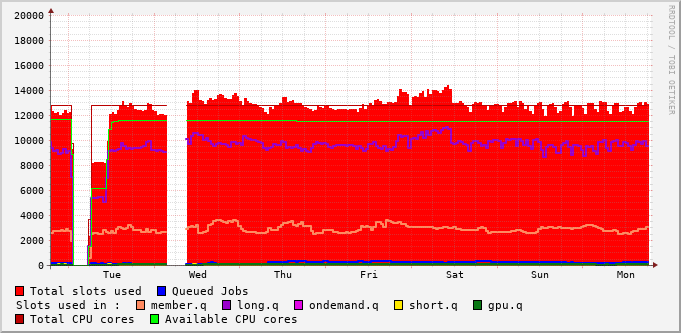 RRDTOOL / TOBI OETIKER
20000
18000
16000
14000
12000
10000
8000
6000
4000
2000
0
Tue Wed Thu Fri Sat Sun Mon
Total slots used Queued Jobs
Slots used in : member.q long.q ondemand.q short.q gpu.q
Total CPU cores Available CPU cores